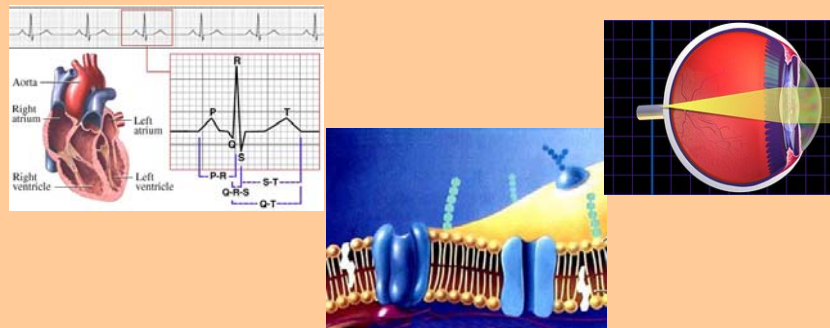 R
Aorta
Right
atrium
Left
atrium
P
T
Q
S
Right
ventricle
Left
ventricle
P-R
S-T
Q-R-S
Q-T